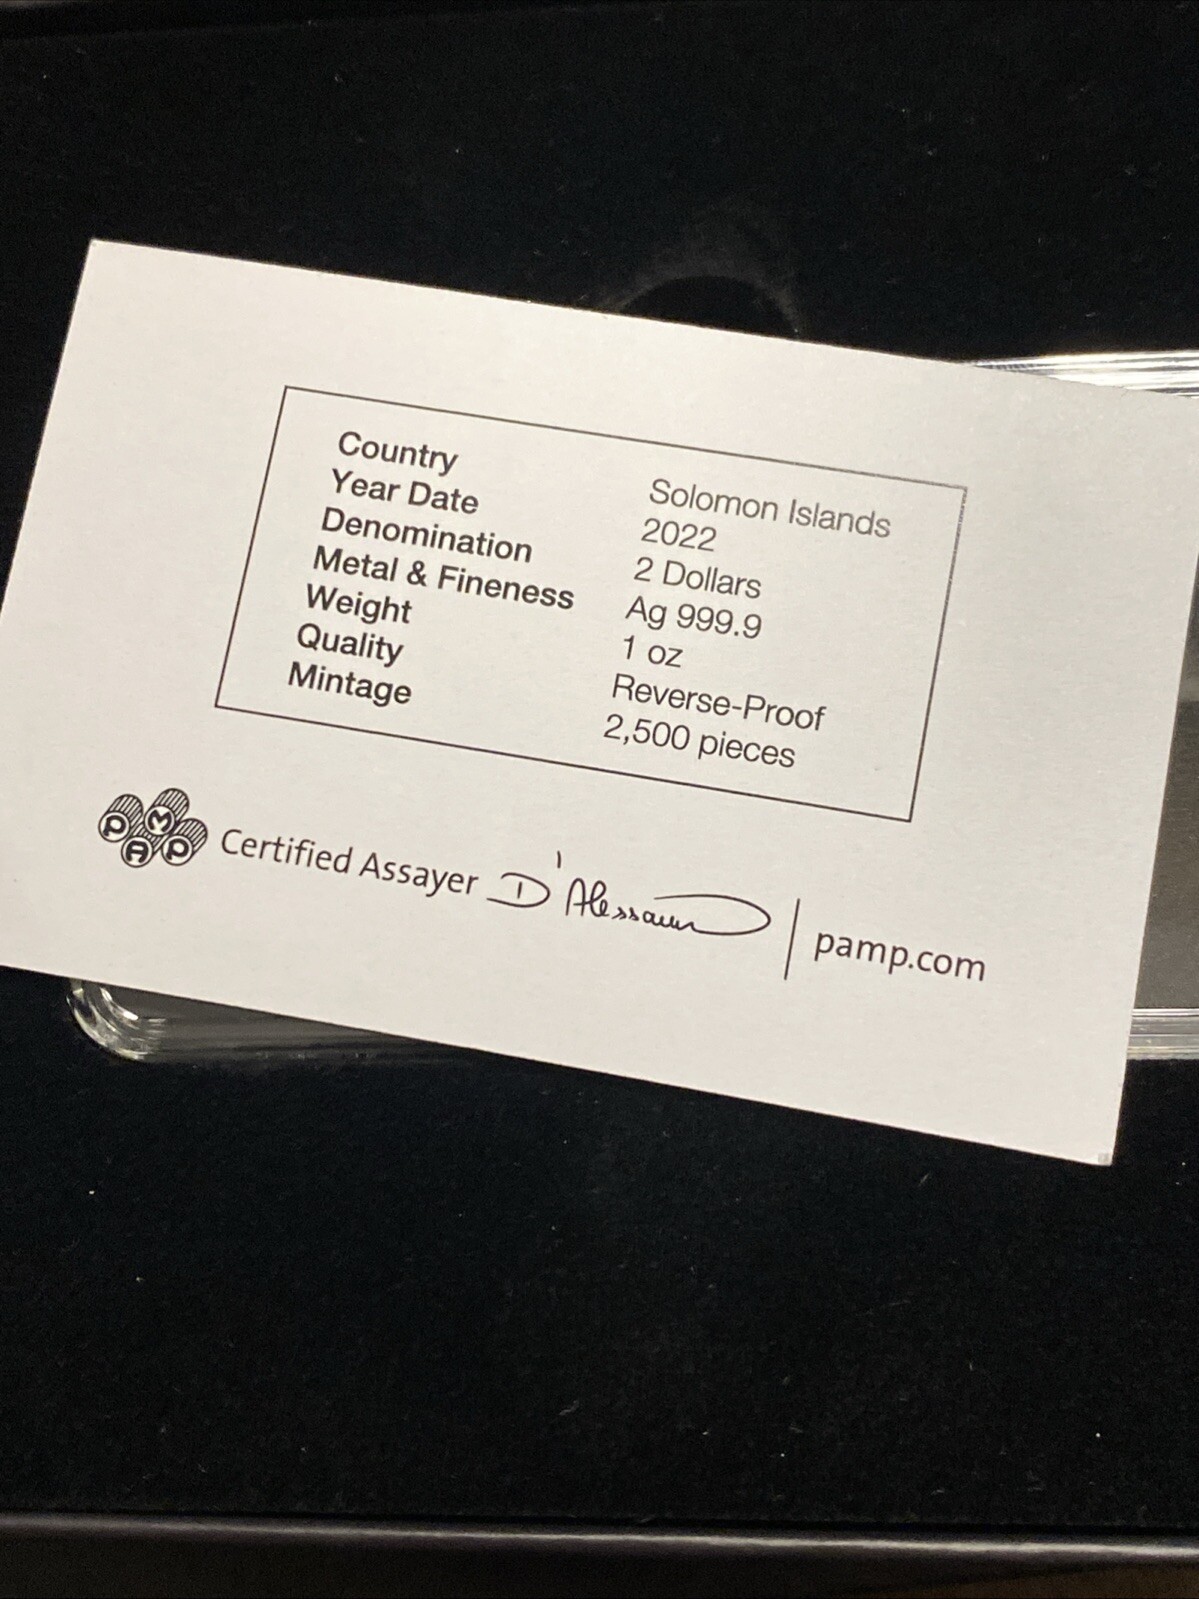 Country Solomon Islands
Year Date 2022
Denomination 2 Dollars
Metal & Fineness Ag 999.9
Weight 1 oz
Quality Reverse-Proof
Mintage 2,500 pieces
PAMP Certified Assayer D'Alessandro | pamp.com